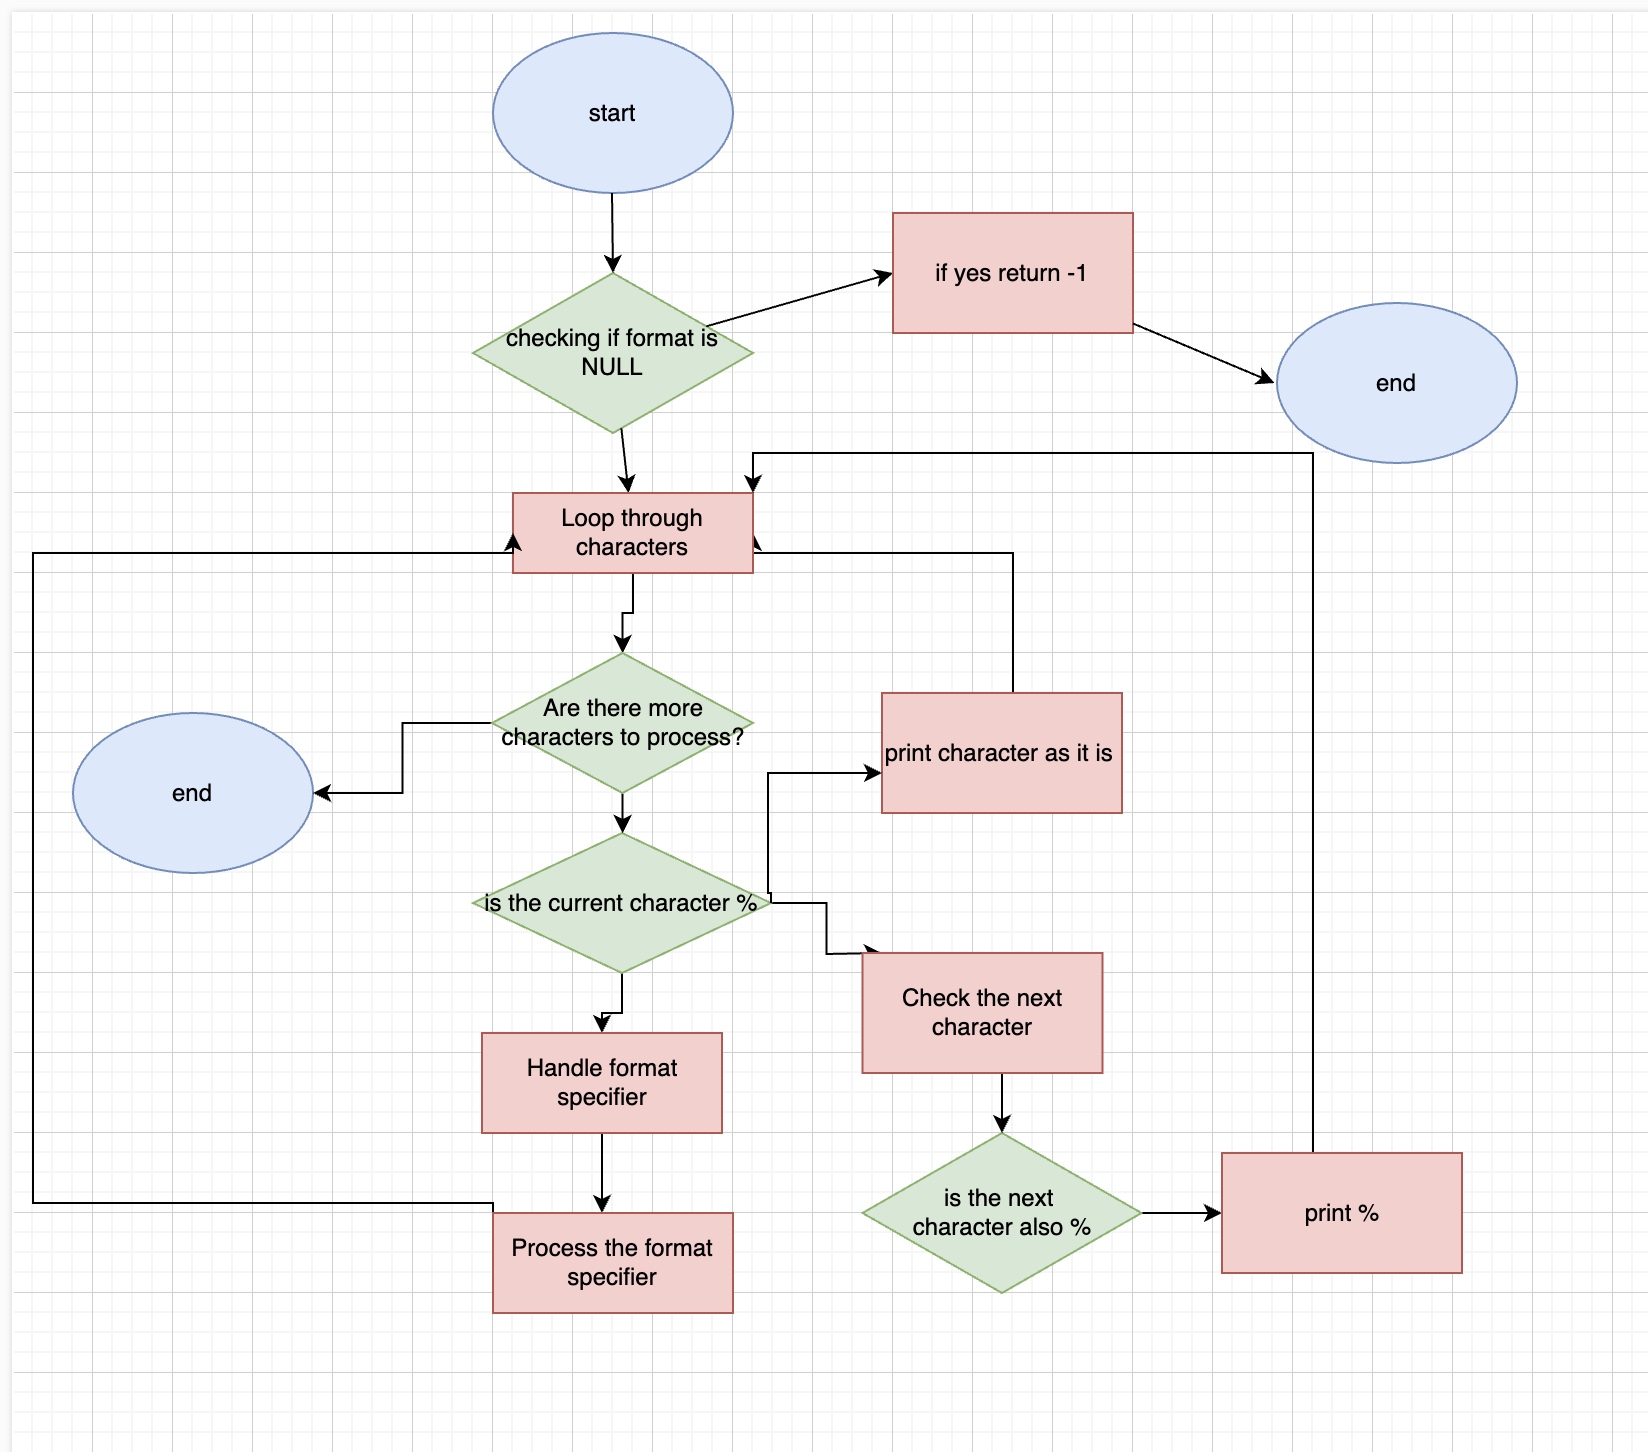 start
if yes return -1
checking if format is
NULL
end
Loop through
characters
Are there more
characters to process?
print character as it is
end
is the current character %
Check the next
character
Handle format
specifier
is the next
character also %
print %
Process the format
specifier